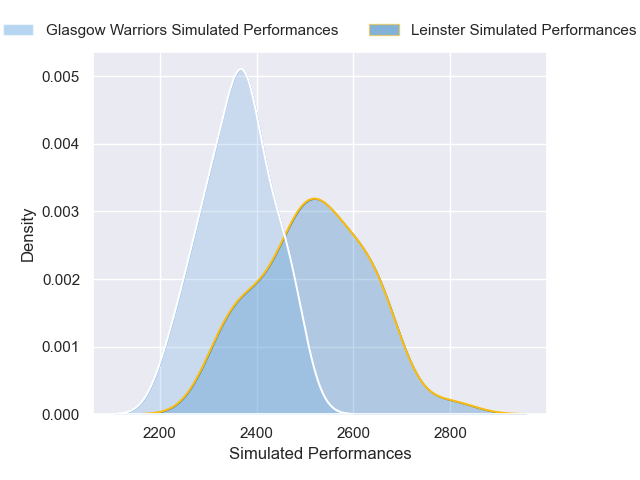 Glasgow Warriors Simulated Performances
Leinster Simulated Performances
0.005
0.004
0.003
0.002
0.001
0.000
Density
2200
2400
2600
2800
Simulated Performances